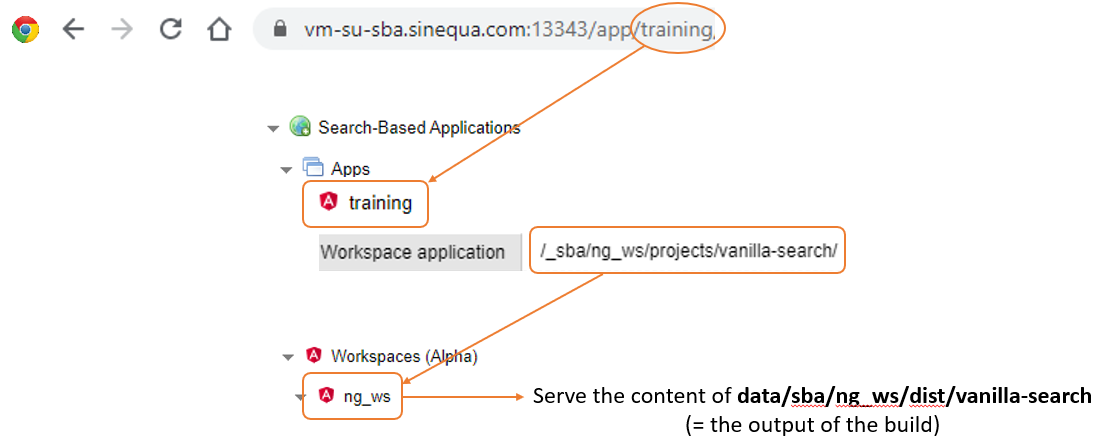 vm-su-sba.sinequa.com:13343/app/training
Search-Based Applications
Apps
training
Workspace application /_sba/ng_ws/projects/vanilla-search/
Workspaces (Alpha)
ng_ws Serve the content of data/sba/ng_ws/dist/vanilla-search
(= the output of the build)